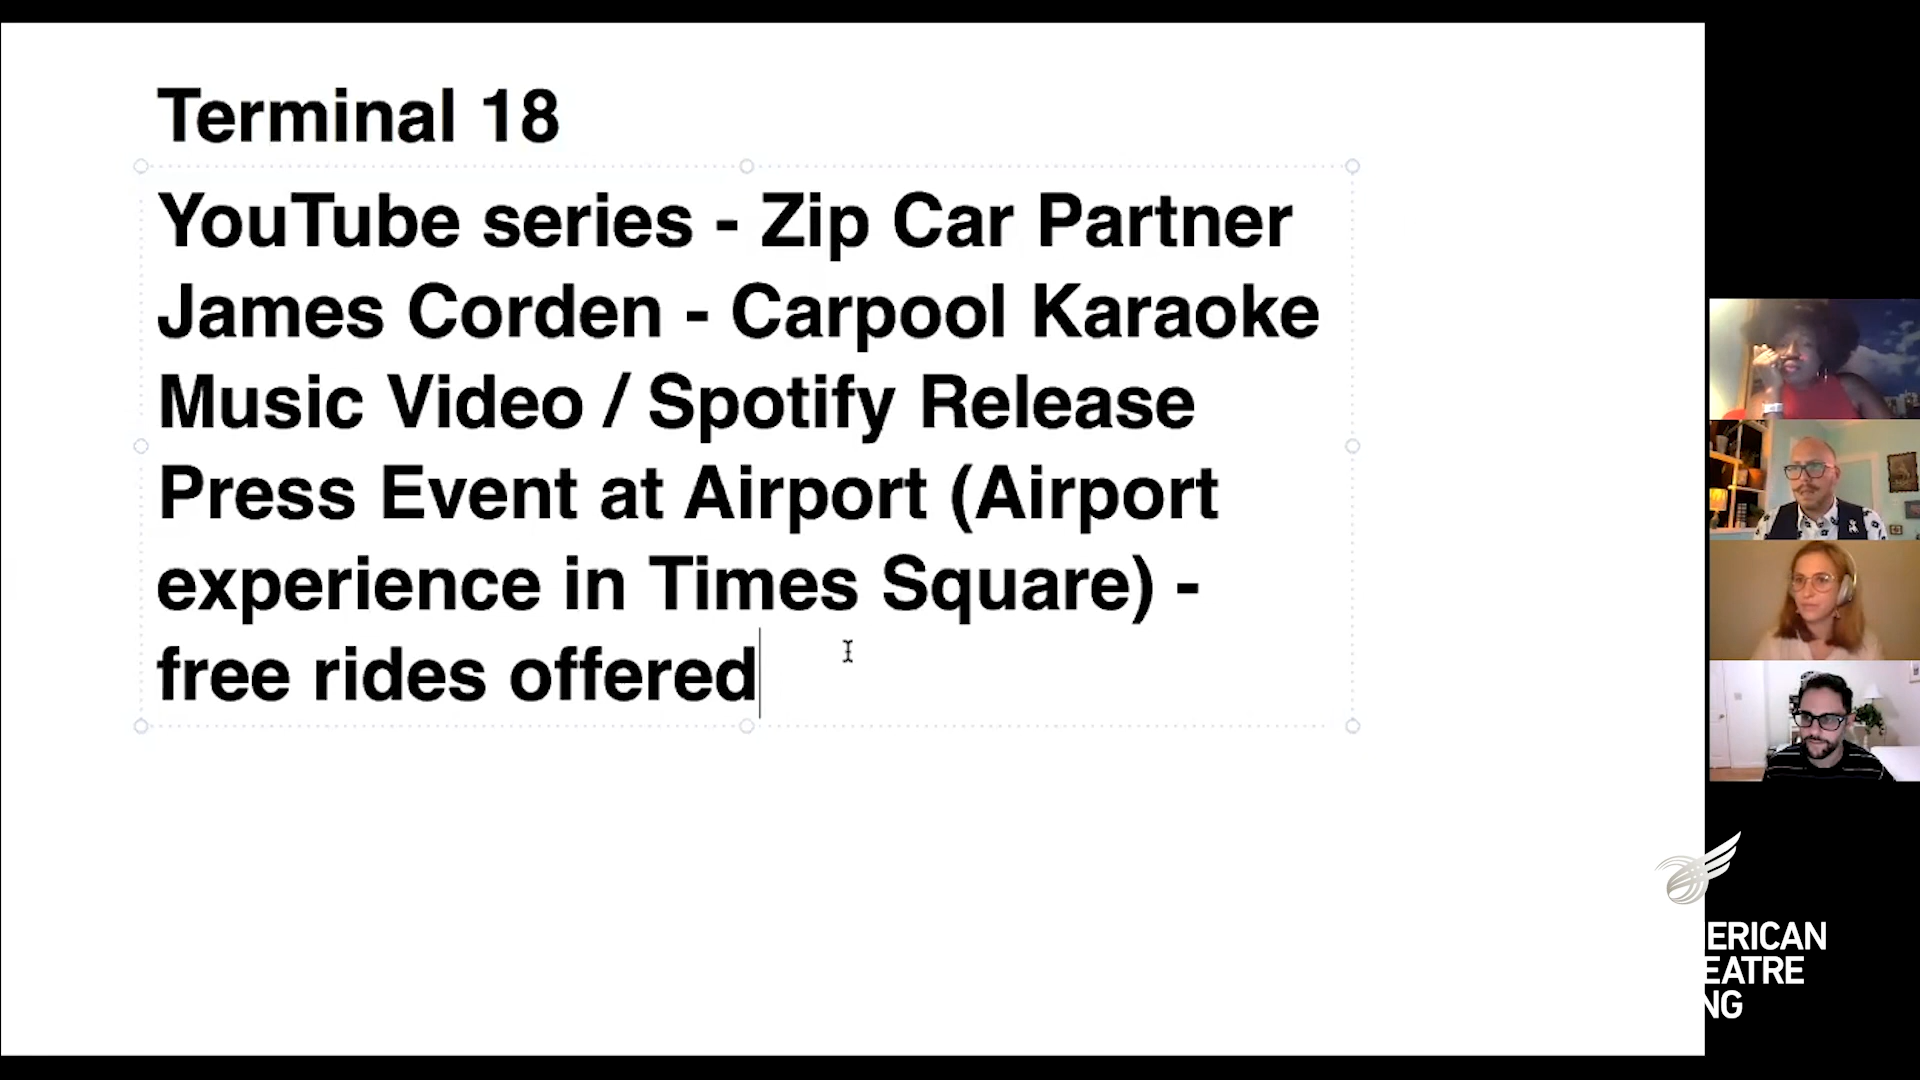 Terminal 18
YouTube series - Zip Car Partner
James Corden - Carpool Karaoke
Music Video / Spotify Release
Press Event at Airport (Airport
experience in Times Square) -
free rides offered
ERICAN
EATRE
NG